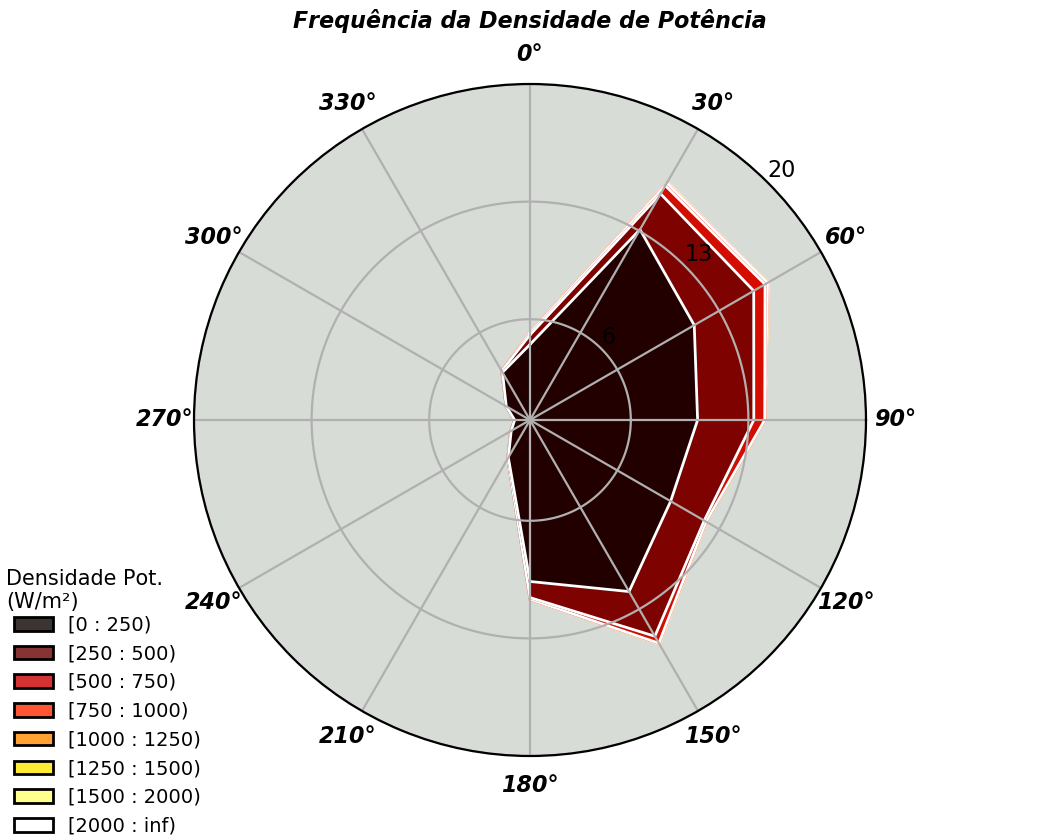 Frequência da Densidade de Potência
0°
330°
30°
20
300°
60°
13
6
270°
90°
240°
120°
210°
150°
180°
Densidade Pot.
(W/m²)
[0 : 250)
[250 : 500)
[500 : 750)
[750 : 1000)
[1000 : 1250)
[1250 : 1500)
[1500 : 2000)
[2000 : inf)